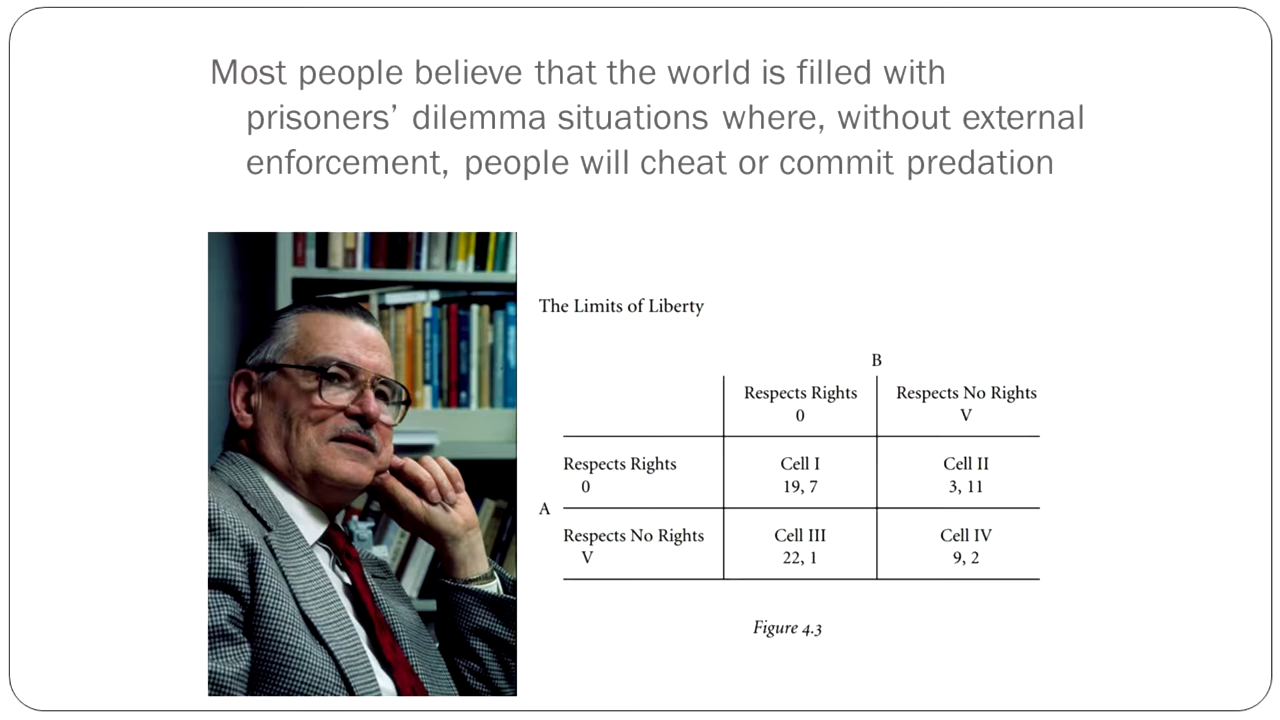 Most people believe that the world is filled with
prisoners’ dilemma situations where, without external
enforcement, people will cheat or commit predation
The Limits of Liberty
B
Respects Rights Respects No Rights
0 V
Respects Rights Cell I Cell II
0 19, 7 3, 11
A
Respects No Rights Cell III Cell IV
V 22, 1 9, 2
Figure 4.3